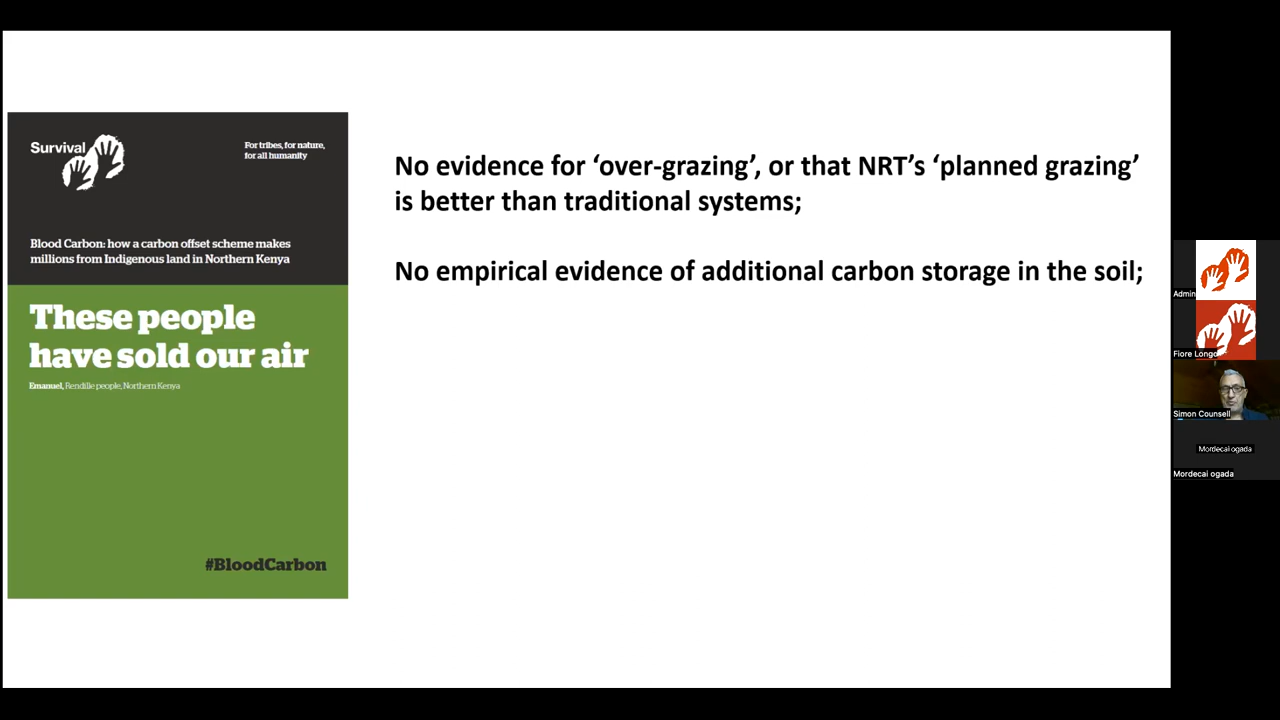 Survival
For tribes, for nature,
for all humanity
Blood Carbon: how a carbon offset scheme makes
millions from Indigenous land in Northern Kenya
These people
have sold our air
Emanuel, Rendille people, Northern Kenya
#BloodCarbon
No evidence for ‘over-grazing’, or that NRT’s ‘planned grazing’
is better than traditional systems;
No empirical evidence of additional carbon storage in the soil;
Admin
Fiore Longo
Simon Counsell
Mordecai ogada
Mordecai ogada